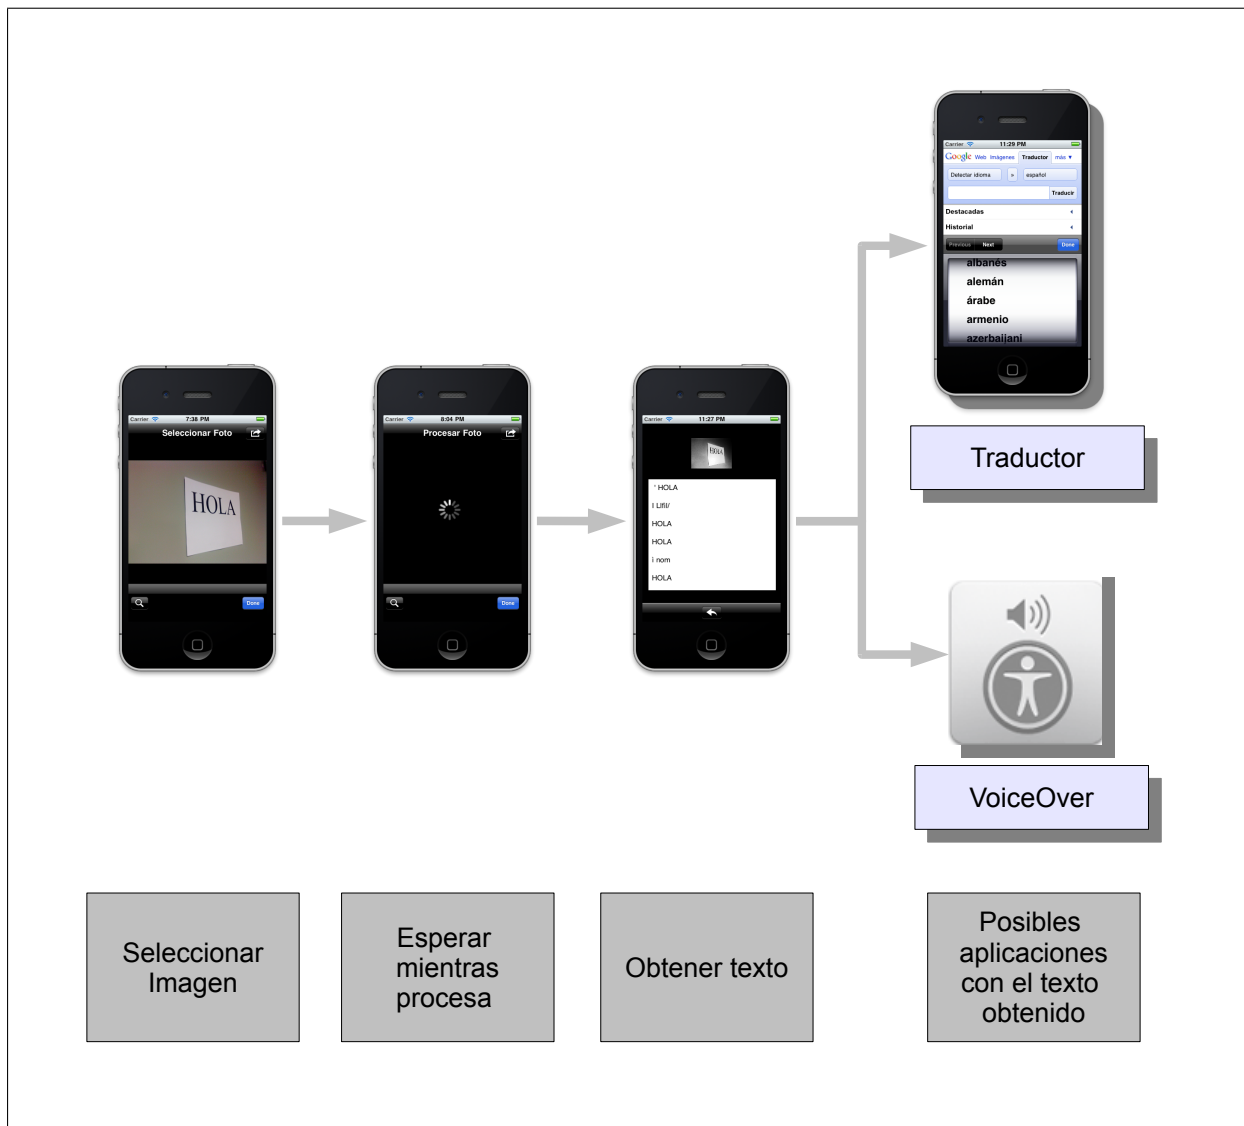 Carrier 11:29 PM
Google Web Imágenes Traductor más ▼
Detectar idioma » español
Traducir
Destacadas
Historial
Previous Next Done
albanés
alemán
árabe
armenio
azerbaijani
Traductor
Carrier 7:38 PM
Seleccionar Foto
HOLA
Done
Carrier 8:04 PM
Procesar Foto
Done
Carrier 11:27 PM
HOLA
" HOLA
I Llfil/
HOLA
HOLA
i nom
HOLA
VoiceOver
Seleccionar
Imagen
Esperar
mientras
procesa
Obtener texto
Posibles
aplicaciones
con el texto
obtenido